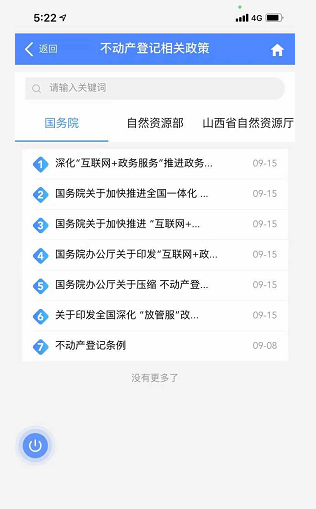 5:22
4G
返回
不动产登记相关政策
请输入关键词
国务院
自然资源部
山西省自然资源厅
1 深化“互联网+政务服务”推进政务... 09-15
2 国务院关于加快推进全国一体化 ... 09-15
3 国务院关于加快推进 “互联网+... 09-15
4 国务院办公厅关于印发“互联网+政... 09-15
5 国务院办公厅关于压缩 不动产登... 09-15
6 关于印发全国深化 “放管服”改... 09-15
7 不动产登记条例 09-08
没有更多了